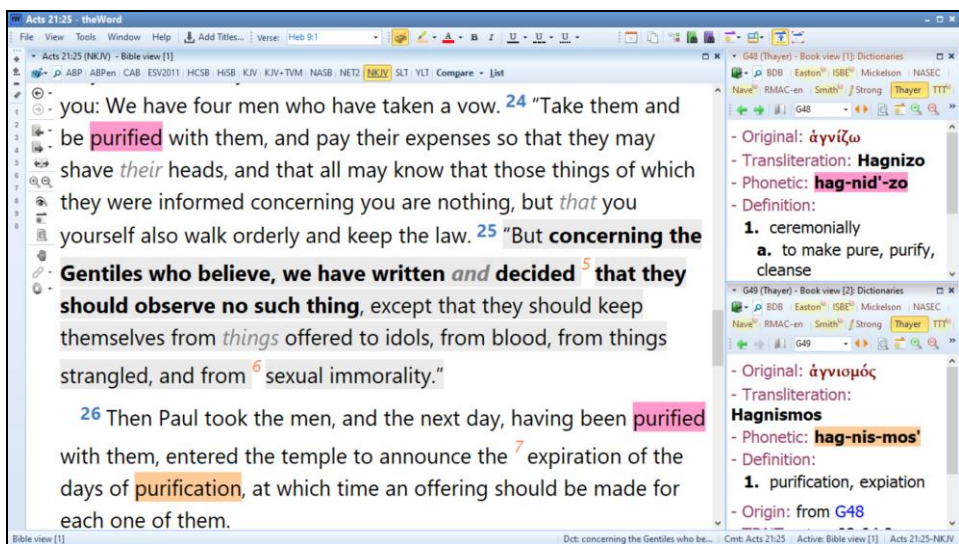 Acts 21:25 - theWord
File View Tools Window Help Add Titles... Verse: Heb 9:1
Acts 21:25 (NKJV) - Bible view [1]
ABP ABPen CAB ESV2011 HCSB HiSB KJV KJV+TVM NASB NET2 NKJV SLT YLT Compare List
you: We have four men who have taken a vow. 24 “Take them and
be purified with them, and pay their expenses so that they may
shave their heads, and that all may know that those things of which
they were informed concerning you are nothing, but that you
yourself also walk orderly and keep the law. 25 “But concerning the
Gentiles who believe, we have written and decided 5 that they
should observe no such thing, except that they should keep
themselves from things offered to idols, from blood, from things
strangled, and from 6 sexual immorality.”
26 Then Paul took the men, and the next day, having been purified
with them, entered the temple to announce the 7 expiration of the
days of purification, at which time an offering should be made for
each one of them.
G48 (Thayer) - Book view [1]: Dictionaries
BDB Easton ISBE Mickelson NASEC
Nave RMAC-en Smith Strong Thayer TTT
G48
- Original: ἁγνίζω
- Transliteration: Hagnizo
- Phonetic: hag-nid'-zo
- Definition:
1. ceremonially
a. to make pure, purify,
cleanse
G49 (Thayer) - Book view [2]: Dictionaries
BDB Easton ISBE Mickelson NASEC
Nave RMAC-en Smith Strong Thayer TTT
G49
- Original: ἁγνισμός
- Transliteration:
Hagnismos
- Phonetic: hag-nis-mos'
- Definition:
1. purification, expiation
- Origin: from G48
Bible view [1] Dct: concerning the Gentiles who be... Cmt: Acts 21:25 Active: Bible view [1] Acts 21:25-NKJV